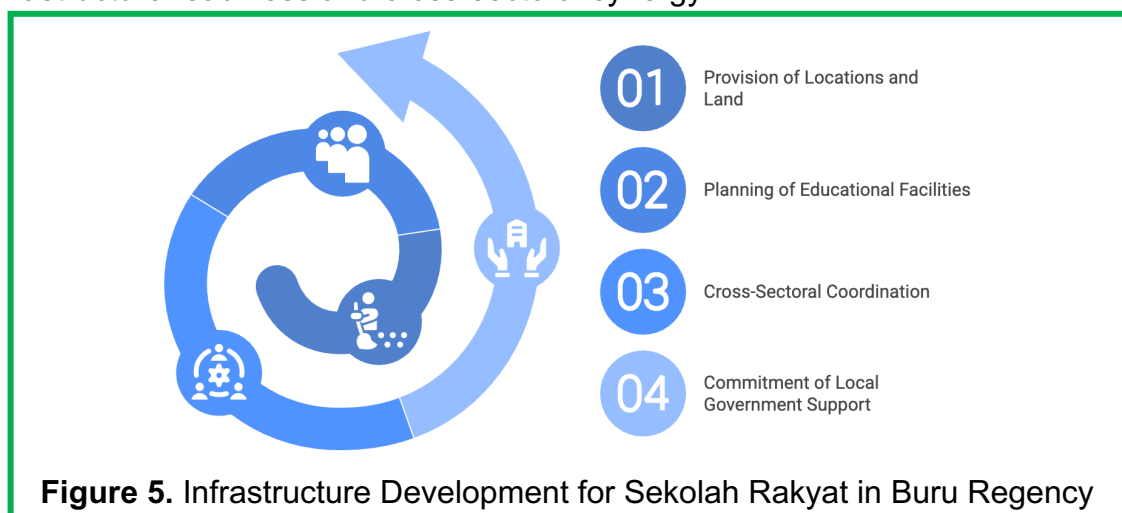 01
Provision of Locations and
Land
02
Planning of Educational Facilities
03
Cross-Sectoral Coordination
04
Commitment of Local
Government Support
Figure 5. Infrastructure Development for Sekolah Rakyat in Buru Regency